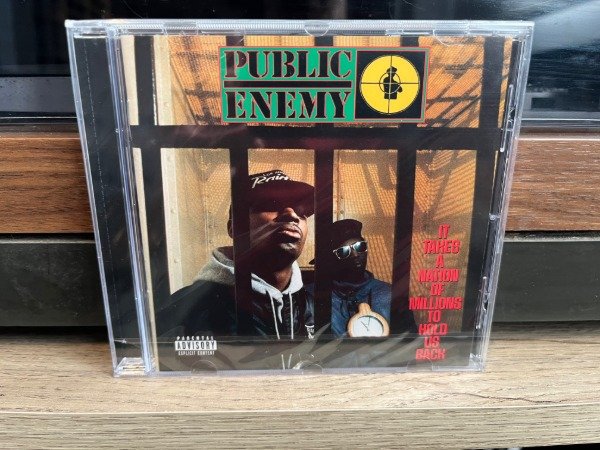 PUBLIC
ENEMY
IT
TAKES
A
NATION
OF
MILLIONS
TO
HOLD
US
BACK
PARENTAL
ADVISORY
EXPLICIT CONTENT